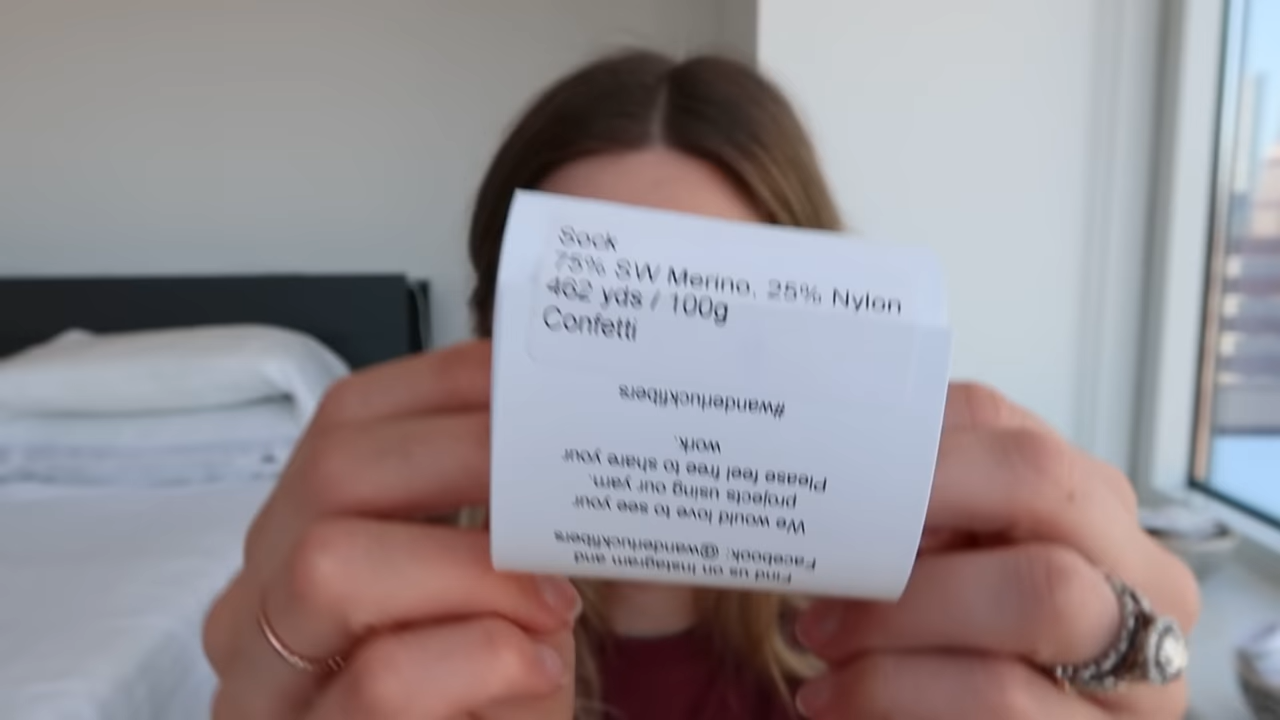 Sock
75% SW Merino, 25% Nylon
462 yds / 100g
Confetti
Find us on Instagram and
Facebook: @wanderluckfibers
We would love to see your
projects using our yarn.
Please feel free to share your
work.
#wanderluckfibers